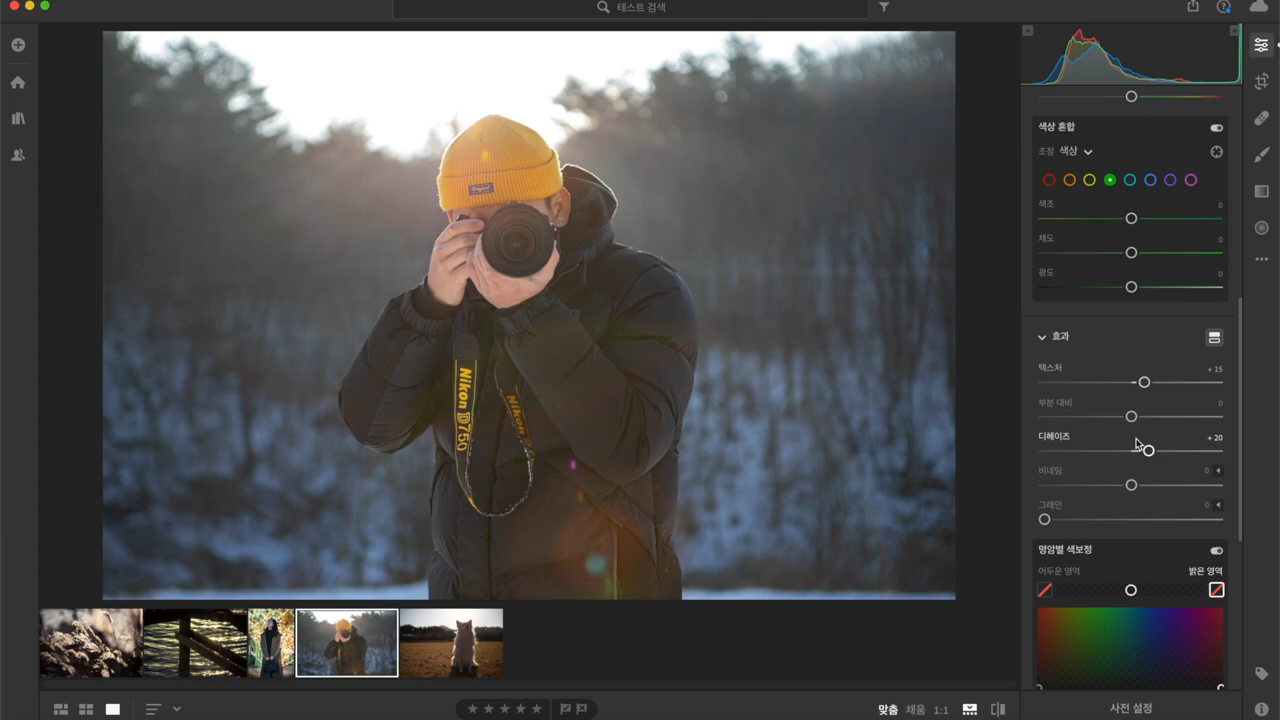 테스트 검색
색상 혼합
조정 색상
색조 0
채도 0
광도 0
효과
텍스처 + 15
부분 대비 0
디헤이즈 + 20
비네팅 0
그레인 0
명암별 색보정
어두운 영역 밝은 영역
Original
Nikon D750
Nikon
맞춤 채움 1:1
사전 설정